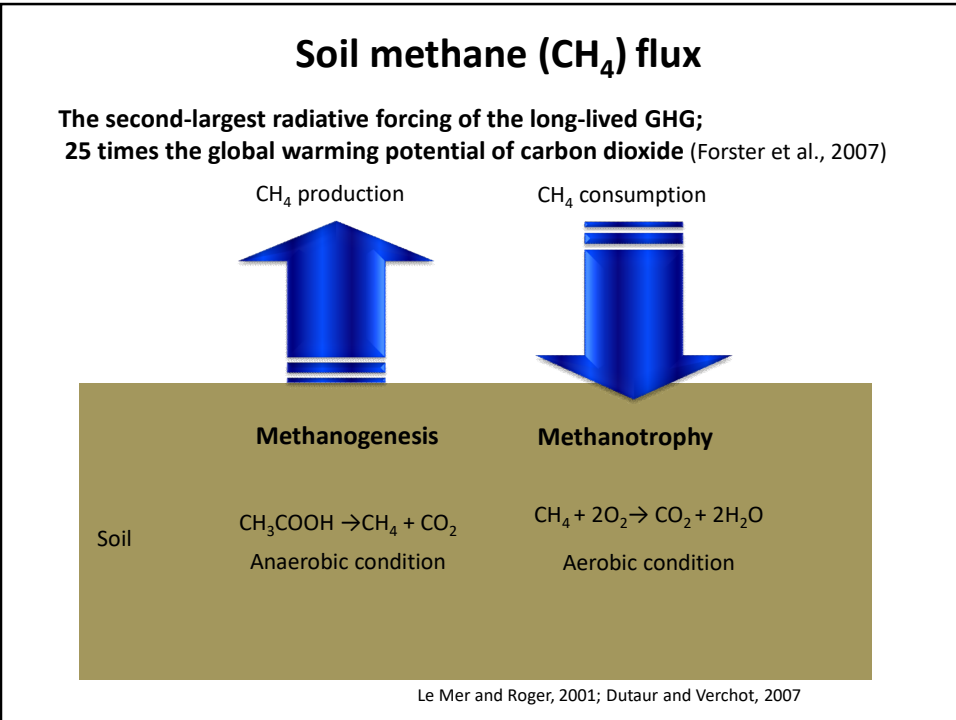 Soil methane (CH₄) flux
The second-largest radiative forcing of the long-lived GHG;
25 times the global warming potential of carbon dioxide (Forster et al., 2007)
CH₄ production CH₄ consumption
Methanogenesis Methanotrophy
CH₃COOH →CH₄ + CO₂ CH₄ + 2O₂→ CO₂ + 2H₂O
Soil
Anaerobic condition Aerobic condition
Le Mer and Roger, 2001; Dutaur and Verchot, 2007